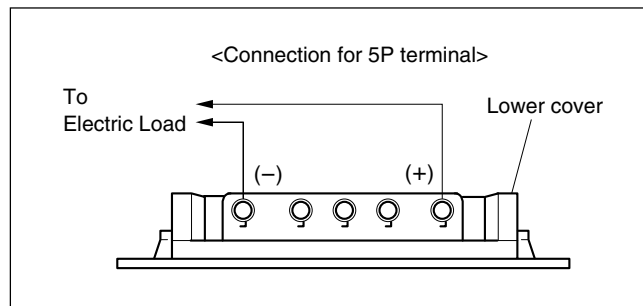 <Connection for 5P terminal>
To
Electric Load
Lower cover
(–)
(+)